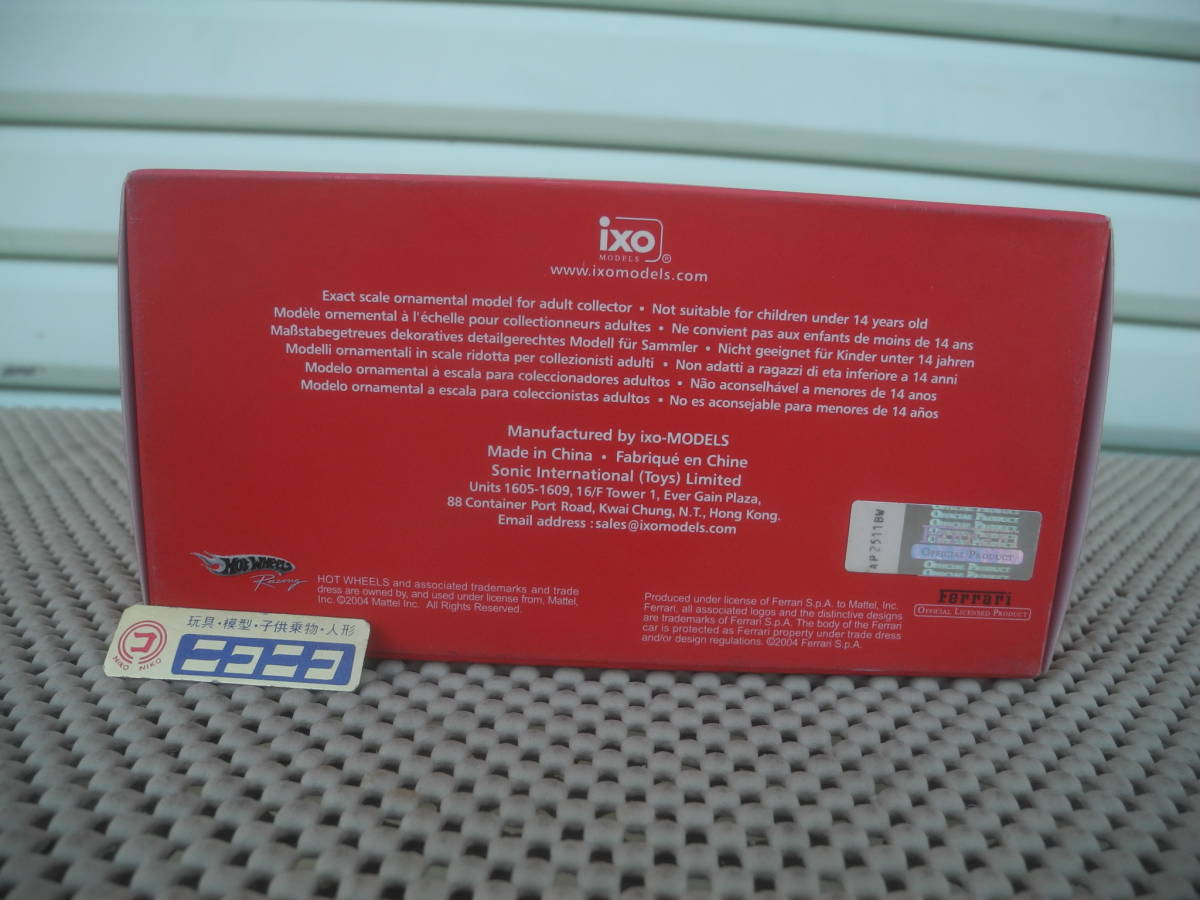 ixo
MODELS ®
www.ixomodels.com
Exact scale ornamental model for adult collector • Not suitable for children under 14 years old
Modèle ornemental à l'échelle pour collectionneurs adultes • Ne convient pas aux enfants de moins de 14 ans
Maßstabegetreues dekoratives detailgerechtes Modell für Sammler • Nicht geeignet für Kinder unter 14 jahren
Modelli ornamentali in scale ridotta per collezionisti adulti • Non adatti a ragazzi di eta inferiore a 14 anni
Modelo ornamental à escala para coleccionadores adultos • Não aconselhável a menores de 14 anos
Modelo ornamental a escala para coleccionistas adultos • No es aconsejable para menores de 14 años
Manufactured by ixo-MODELS
Made in China • Fabriqué en Chine
Sonic International (Toys) Limited
Units 1605-1609, 16/F Tower 1, Ever Gain Plaza,
88 Container Port Road, Kwai Chung, N.T., Hong Kong.
Email address :sales@ixomodels.com
HOT WHEELS
Racing
HOT WHEELS and associated trademarks and trade
dress are owned by, and used under license from, Mattel,
Inc. ©2004 Mattel Inc. All Rights Reserved.
Produced under license of Ferrari S.p.A. to Mattel, Inc.
Ferrari, all associated logos and the distinctive designs
are trademarks of Ferrari S.p.A. The body of the Ferrari
car is protected as Ferrari property under trade dress
and/or design regulations. ©2004 Ferrari S.p.A.
AP2511BW
OFFICIAL PRODUCT
OFFICIAL PRODUCT
OFFICIAL PRODUCT
OFFICIAL PRODUCT
Ferrari
OFFICIAL LICENSED PRODUCT
玩具・模型・子供乗物・人形
コ
NIKO NIKO
ニコニコ